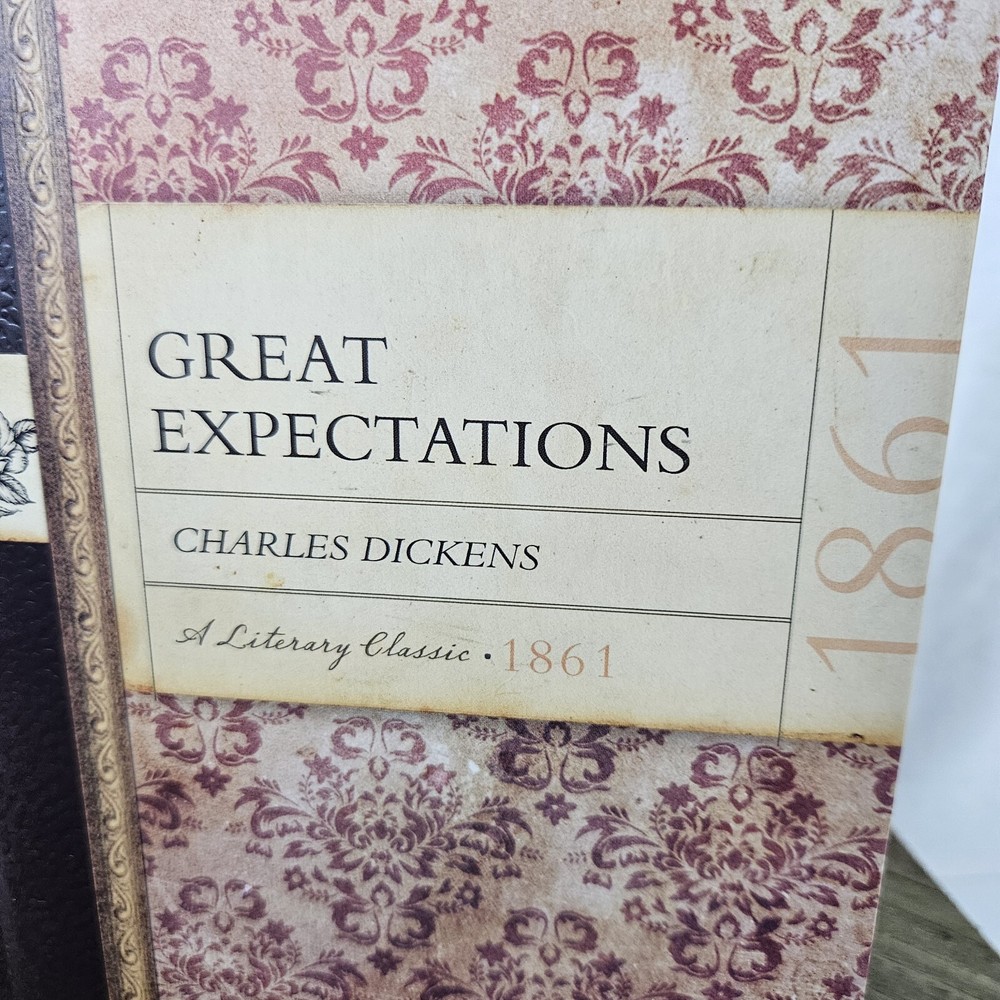 GREAT
EXPECTATIONS
CHARLES DICKENS
A Literary Classic • 1861
1861